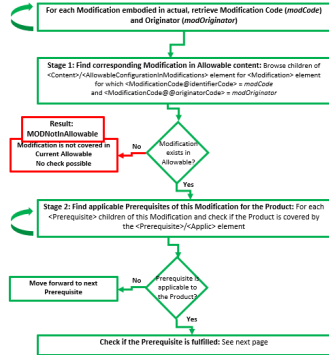 For each Modification embodied in actual, retrieve Modification Code (modCode)
and Originator (modOriginator)
Stage 1: Find corresponding Modification in Allowable content: Browse children of
<Content>/<AllowableConfigurationInModifications> element for <Modification> element
for which <ModificationCode@identifierCode> = modCode
and <ModificationCode@@originatorCode> = modOriginator
Result:
MODNotInAllowable
Modification is not covered in
Current Allowable
No check possible
No
Modification
exists in
Allowable?
Yes
Stage 2: Find applicable Prerequisites of this Modification for the Product: For each
<Prerequisite> children of this Modification and check if the Product is covered by
the <Prerequisite>/<Applic> element
Move forward to next
Prerequisite
No
Prerequisite is
applicable to
the Product?
Yes
Check if the Prerequisite is fulfilled: See next page